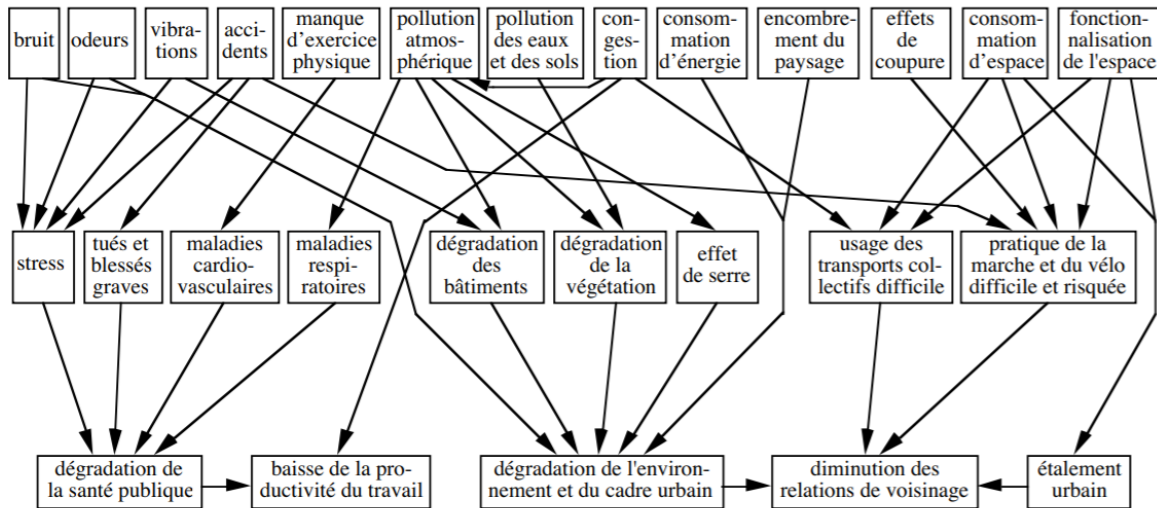 bruit
odeurs
vibra-
tions
acci-
dents
manque
d'exercice
physique
pollution
atmos-
phérique
pollution
des eaux
et des sols
con-
ges-
tion
consom-
mation
d'énergie
encombre-
ment du
paysage
effets
de
coupure
consom-
mation
d'espace
fonction-
nalisation
de l'espace
stress
tués et
blessés
graves
maladies
cardio-
vasculaires
maladies
respi-
ratoires
dégradation
des
bâtiments
dégradation
de la
végétation
effet
de serre
usage des
transports col-
lectifs difficile
pratique de la
marche et du vélo
difficile et risquée
dégradation de
la santé publique
baisse de la pro-
ductivité du travail
dégradation de l'environ-
nement et du cadre urbain
diminution des
relations de voisinage
étalement
urbain